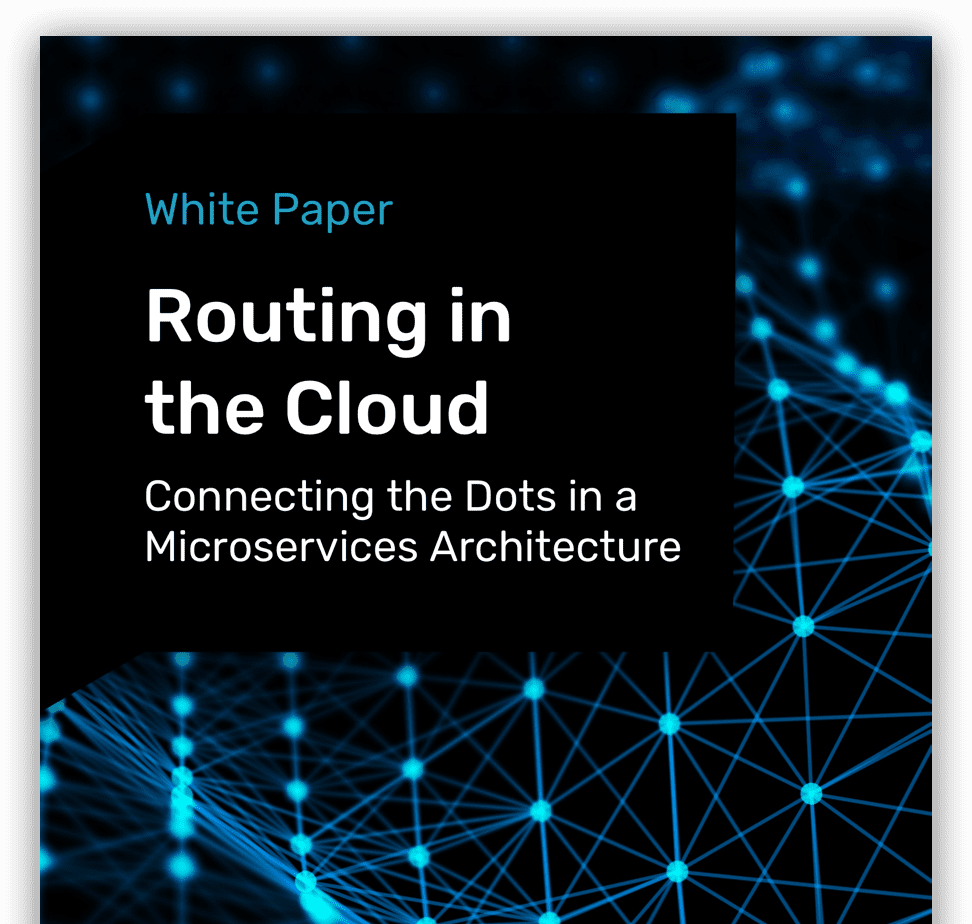 White Paper
Routing in
the Cloud
Connecting the Dots in a
Microservices Architecture